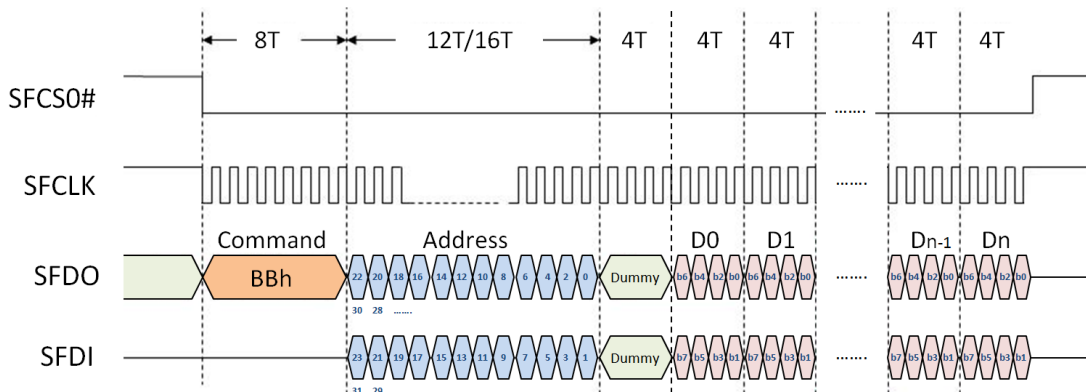 8T 12T/16T 4T 4T 4T 4T 4T
SFCS0#
.......
SFCLK
.......
Command Address D0 D1 Dn-1 Dn
SFDO BBh 22 20 18 16 14 12 10 8 6 4 2 0 Dummy b6 b4 b2 b0 b6 b4 b2 b0 ....... b6 b4 b2 b0 b6 b4 b2 b0
30 28 .......
SFDI 23 21 19 17 15 13 11 9 7 5 3 1 Dummy b7 b5 b3 b1 b7 b5 b3 b1 ....... b7 b5 b3 b1 b7 b5 b3 b1
31 29